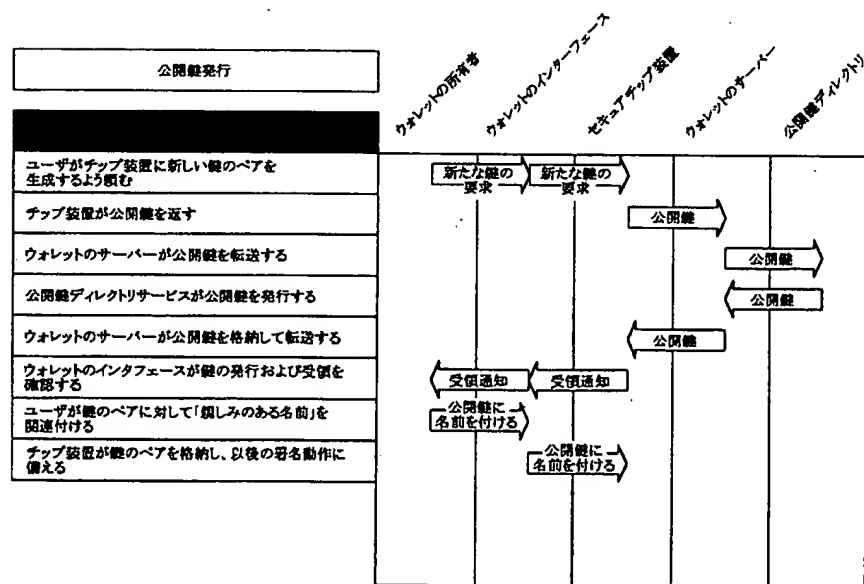 公開鍵発行
ウォレットの所有者
ウォレットのインターフェース
セキュアチップ装置
ウォレットのサーバー
公開鍵ディレクトリ
ユーザがチップ装置に新しい鍵のペアを
生成するよう頼む
新たな鍵の
要求
新たな鍵の
要求
チップ装置が公開鍵を返す
公開鍵
ウォレットのサーバーが公開鍵を転送する
公開鍵
公開鍵ディレクトリサービスが公開鍵を発行する
公開鍵
ウォレットのサーバーが公開鍵を格納して転送する
公開鍵
ウォレットのインタフェースが鍵の発行および受領を
確認する
受領通知
受領通知
ユーザが鍵のペアに対して「親しみのある名前」を
関連付ける
公開鍵に
名前を付ける
チップ装置が鍵のペアを格納し、以後の署名動作に
備える
公開鍵に
名前を付ける